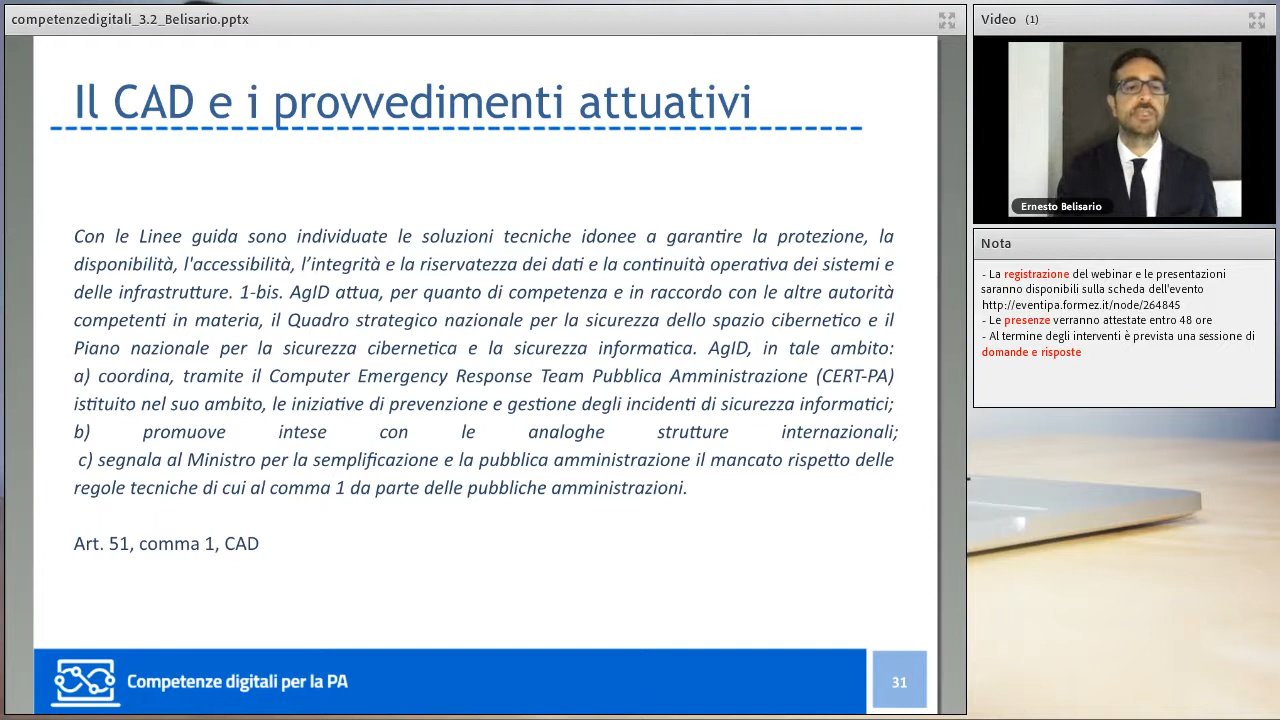 competenzedigitali_3.2_Belisario.pptx
Il CAD e i provvedimenti attuativi
Con le Linee guida sono individuate le soluzioni tecniche idonee a garantire la protezione, la
disponibilità, l'accessibilità, l’integrità e la riservatezza dei dati e la continuità operativa dei sistemi e
delle infrastrutture. 1-bis. AgID attua, per quanto di competenza e in raccordo con le altre autorità
competenti in materia, il Quadro strategico nazionale per la sicurezza dello spazio cibernetico e il
Piano nazionale per la sicurezza cibernetica e la sicurezza informatica. AgID, in tale ambito:
a) coordina, tramite il Computer Emergency Response Team Pubblica Amministrazione (CERT-PA)
istituito nel suo ambito, le iniziative di prevenzione e gestione degli incidenti di sicurezza informatici;
b) promuove intese con le analoghe strutture internazionali;
c) segnala al Ministro per la semplificazione e la pubblica amministrazione il mancato rispetto delle
regole tecniche di cui al comma 1 da parte delle pubbliche amministrazioni.
Art. 51, comma 1, CAD
Competenze digitali per la PA
31
Video (1)
Ernesto Belisario
Nota
- La registrazione del webinar e le presentazioni
saranno disponibili sulla scheda dell'evento
http://eventipa.formez.it/node/264845
- Le presenze verranno attestate entro 48 ore
- Al termine degli interventi è prevista una sessione di
domande e risposte